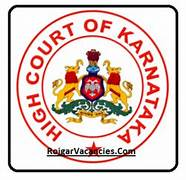 HIGH COURT OF KARNATAKA
RojgarVacancies.Com